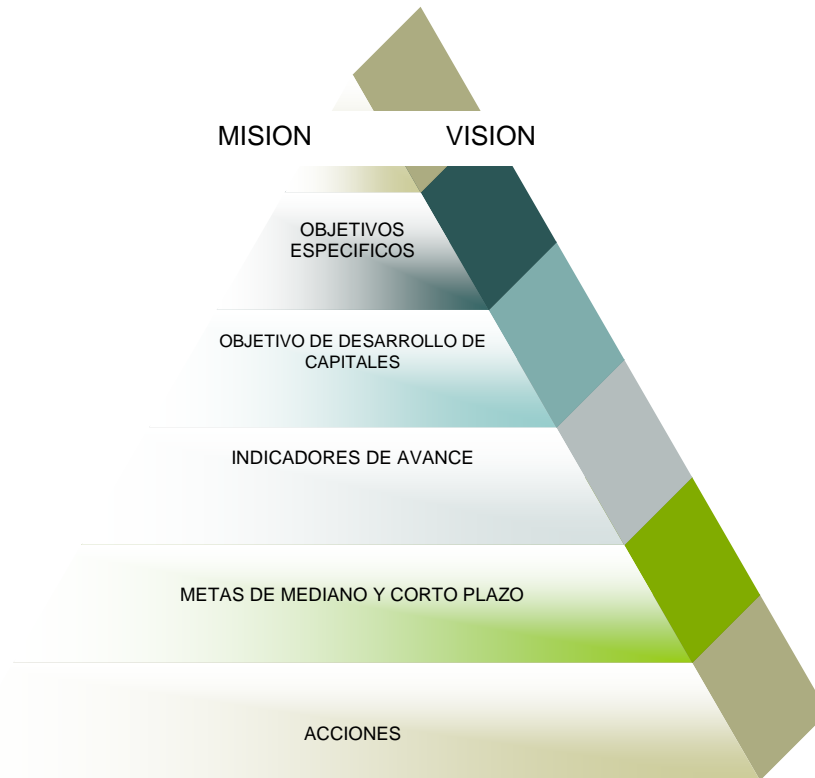 MISION VISION
OBJETIVOS
ESPECIFICOS
OBJETIVO DE DESARROLLO DE
CAPITALES
INDICADORES DE AVANCE
METAS DE MEDIANO Y CORTO PLAZO
ACCIONES